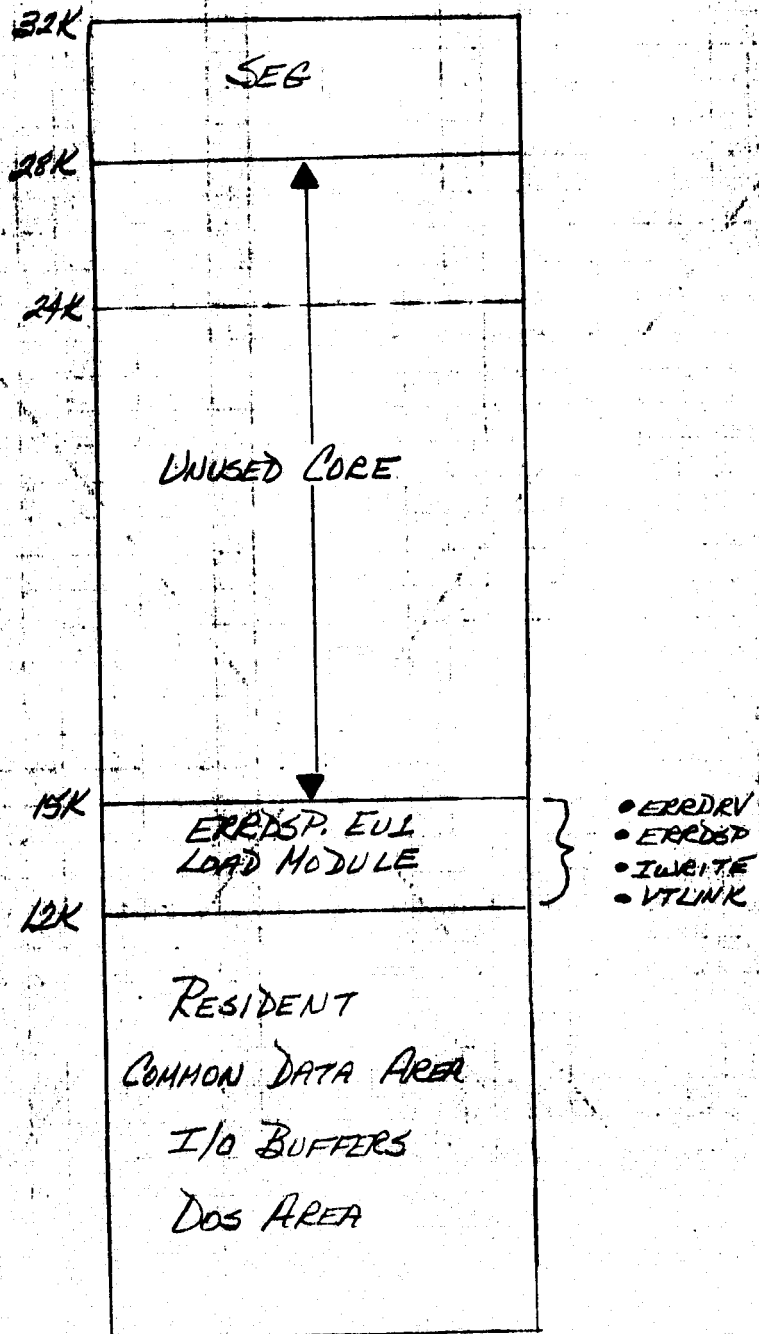 32K
SEG
28K
24K
UNUSED CORE
15K
ERRDSP. EU1
LOAD MODULE
• ERRDRV
• ERRDSP
• IWRITE
• VTLINK
12K
RESIDENT
COMMON DATA AREA
I/O BUFFERS
DOS AREA